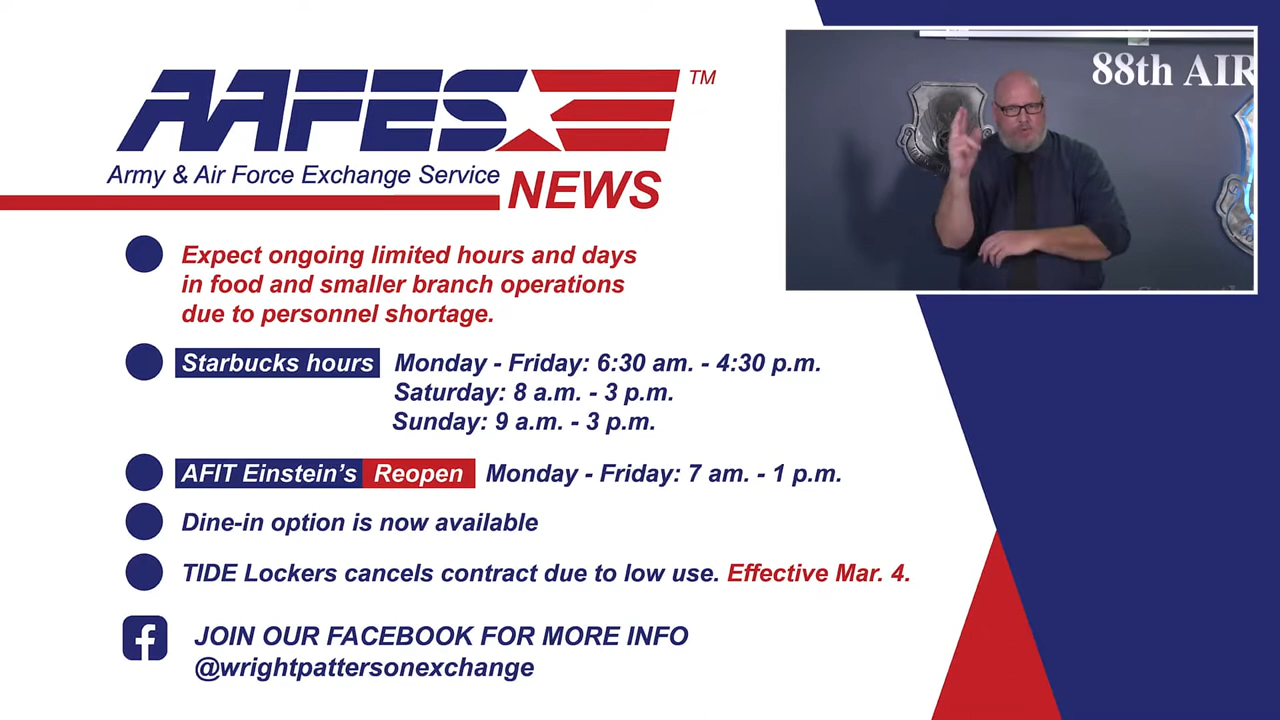 AAFES ™
Army & Air Force Exchange Service
NEWS
88th AIR
Expect ongoing limited hours and days
in food and smaller branch operations
due to personnel shortage.
Starbucks hours Monday - Friday: 6:30 am. - 4:30 p.m.
Saturday: 8 a.m. - 3 p.m.
Sunday: 9 a.m. - 3 p.m.
AFIT Einstein's Reopen Monday - Friday: 7 am. - 1 p.m.
Dine-in option is now available
TIDE Lockers cancels contract due to low use. Effective Mar. 4.
JOIN OUR FACEBOOK FOR MORE INFO
@wrightpattersonexchange